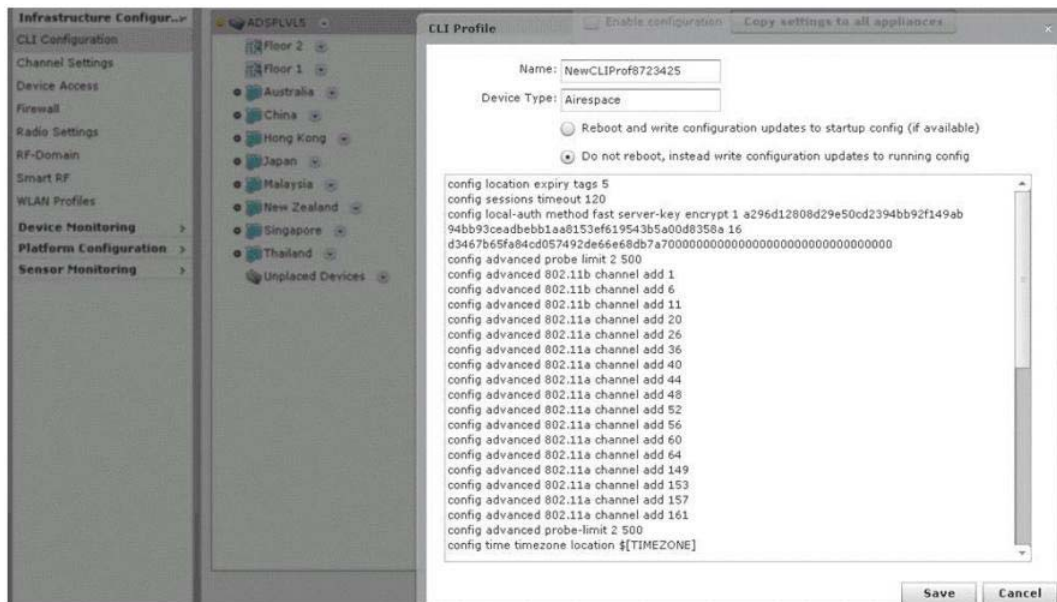 Infrastructure Configur...
CLI Configuration
Channel Settings
Device Access
Firewall
Radio Settings
RF-Domain
Smart RF
WLAN Profiles
Device Monitoring
Platform Configuration
Sensor Monitoring
ADSPLVL5
Floor 2
Floor 1
Australia
China
Hong Kong
Japan
Malaysia
New Zealand
Singapore
Thailand
Unplaced Devices
Enable configuration
Copy settings to all appliances
CLI Profile
Name: NewCLIProf8723425
Device Type: Airespace
Reboot and write configuration updates to startup config (if available)
Do not reboot, instead write configuration updates to running config
config location expiry tags 5
config sessions timeout 120
config local-auth method fast server-key encrypt 1 a296d12808d29e50cd2394bb92f149ab
94bb93ceadbebb1aa8153ef619543b5a00d8358a 16
d3467b65fa84cd057492de66e68db7a700000000000000000000000000000000
config advanced probe limit 2 500
config advanced 802.11b channel add 1
config advanced 802.11b channel add 6
config advanced 802.11b channel add 11
config advanced 802.11a channel add 20
config advanced 802.11a channel add 26
config advanced 802.11a channel add 36
config advanced 802.11a channel add 40
config advanced 802.11a channel add 44
config advanced 802.11a channel add 48
config advanced 802.11a channel add 52
config advanced 802.11a channel add 56
config advanced 802.11a channel add 60
config advanced 802.11a channel add 64
config advanced 802.11a channel add 149
config advanced 802.11a channel add 153
config advanced 802.11a channel add 157
config advanced 802.11a channel add 161
config advanced probe-limit 2 500
config time timezone location $[TIMEZONE]
Save
Cancel